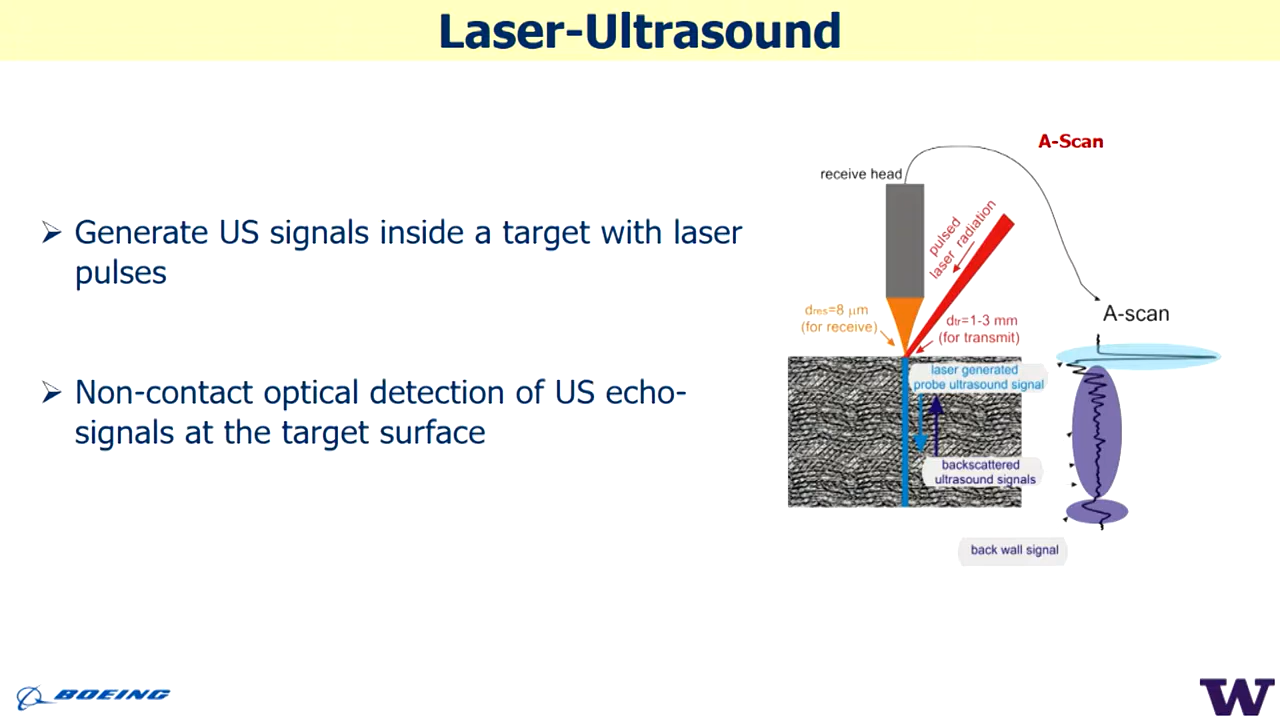 Laser-Ultrasound
➢ Generate US signals inside a target with laser
pulses
➢ Non-contact optical detection of US echo-
signals at the target surface
A-Scan
receive head
pulsed
laser radiation
dres=8 µm
(for receive)
dtr=1-3 mm
(for transmit)
A-scan
laser generated
probe ultrasound signal
backscattered
ultrasound signals
back wall signal
BOEING
W